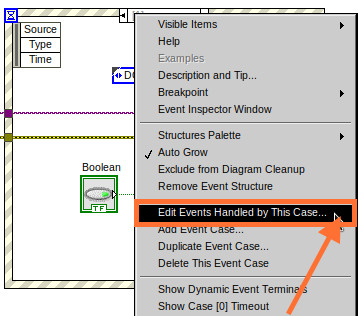 Visible Items
Source
Help
Type
Examples
Time
Description and Tip...
Breakpoint
Event Inspector Window
Structures Palette
Auto Grow
Exclude from Diagram Cleanup
Boolean
Remove Event Structure
TF
Edit Events Handled by This Case...
Add Event Case...
Duplicate Event Case...
Delete This Event Case
Show Dynamic Event Terminals
Show Case [0] Timeout